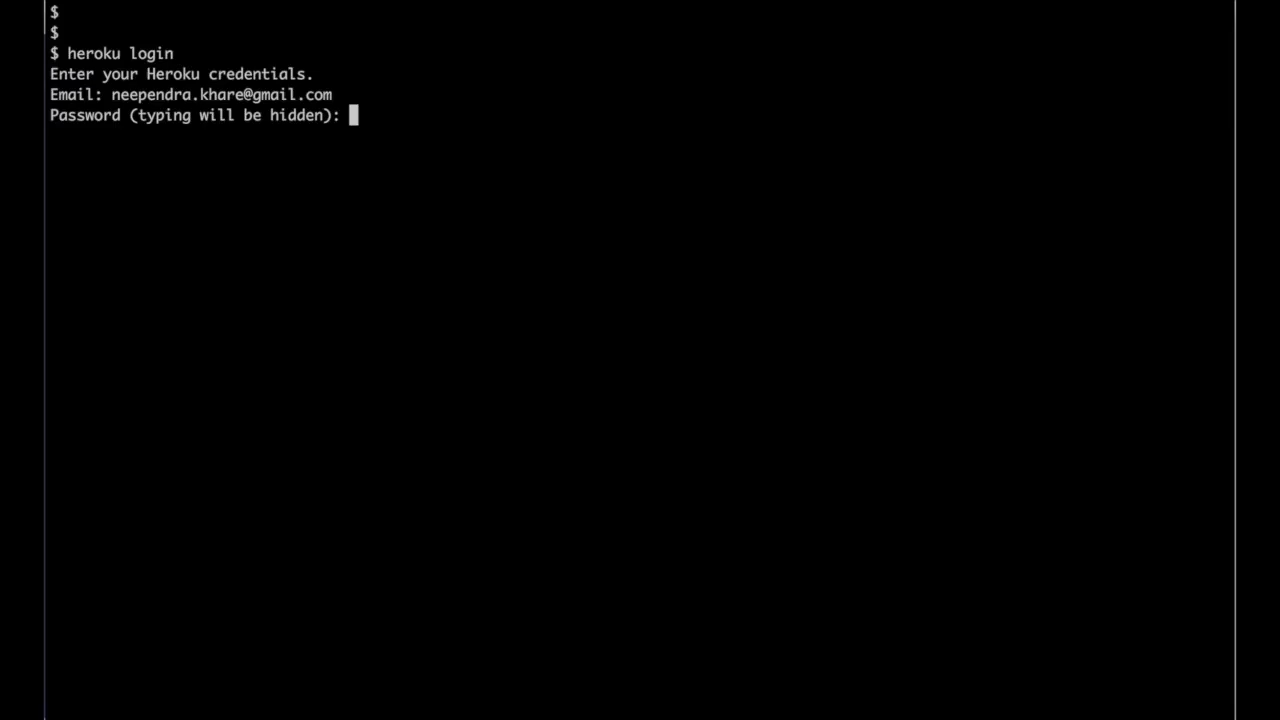 $
$
$ heroku login
Enter your Heroku credentials.
Email: neependra.khare@gmail.com
Password (typing will be hidden):